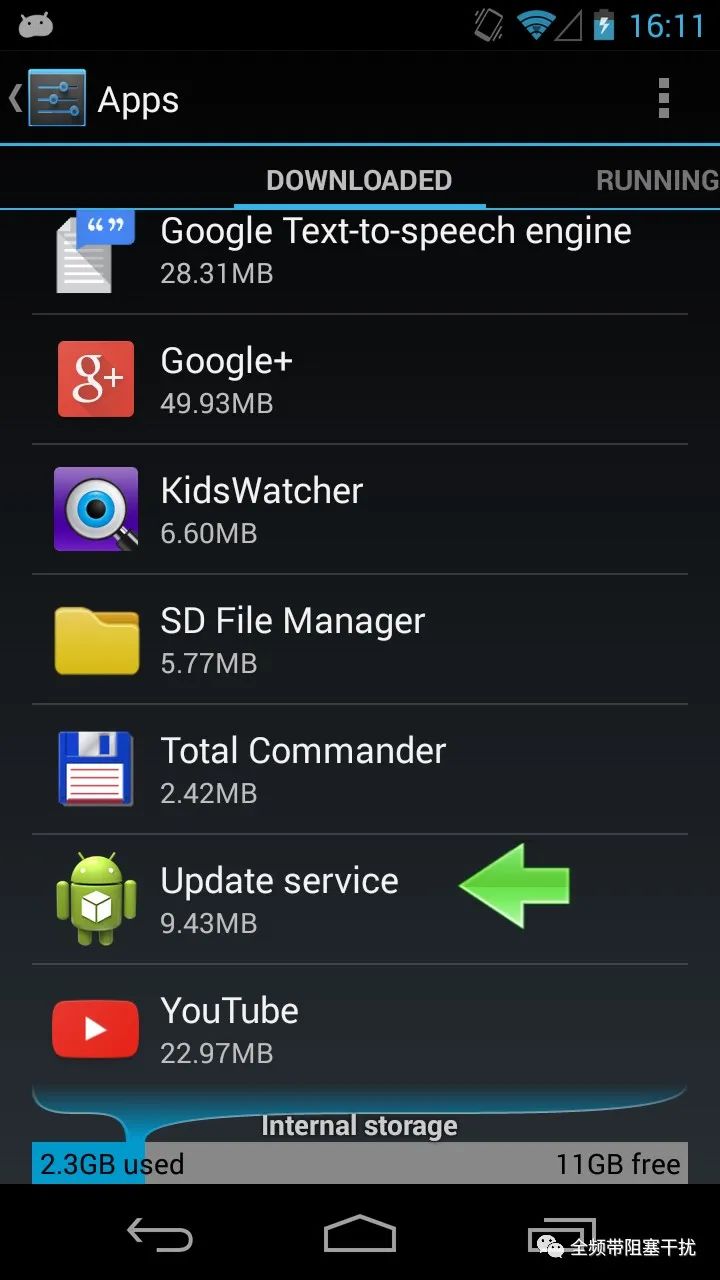 16:11
Apps
DOWNLOADED
RUNNING
“ ”
Google Text-to-speech engine
28.31MB
g+
Google+
49.93MB
KidsWatcher
6.60MB
SD File Manager
5.77MB
Total Commander
2.42MB
Update service
9.43MB
YouTube
22.97MB
Internal storage
2.3GB used
11GB free
全频带阻塞干扰